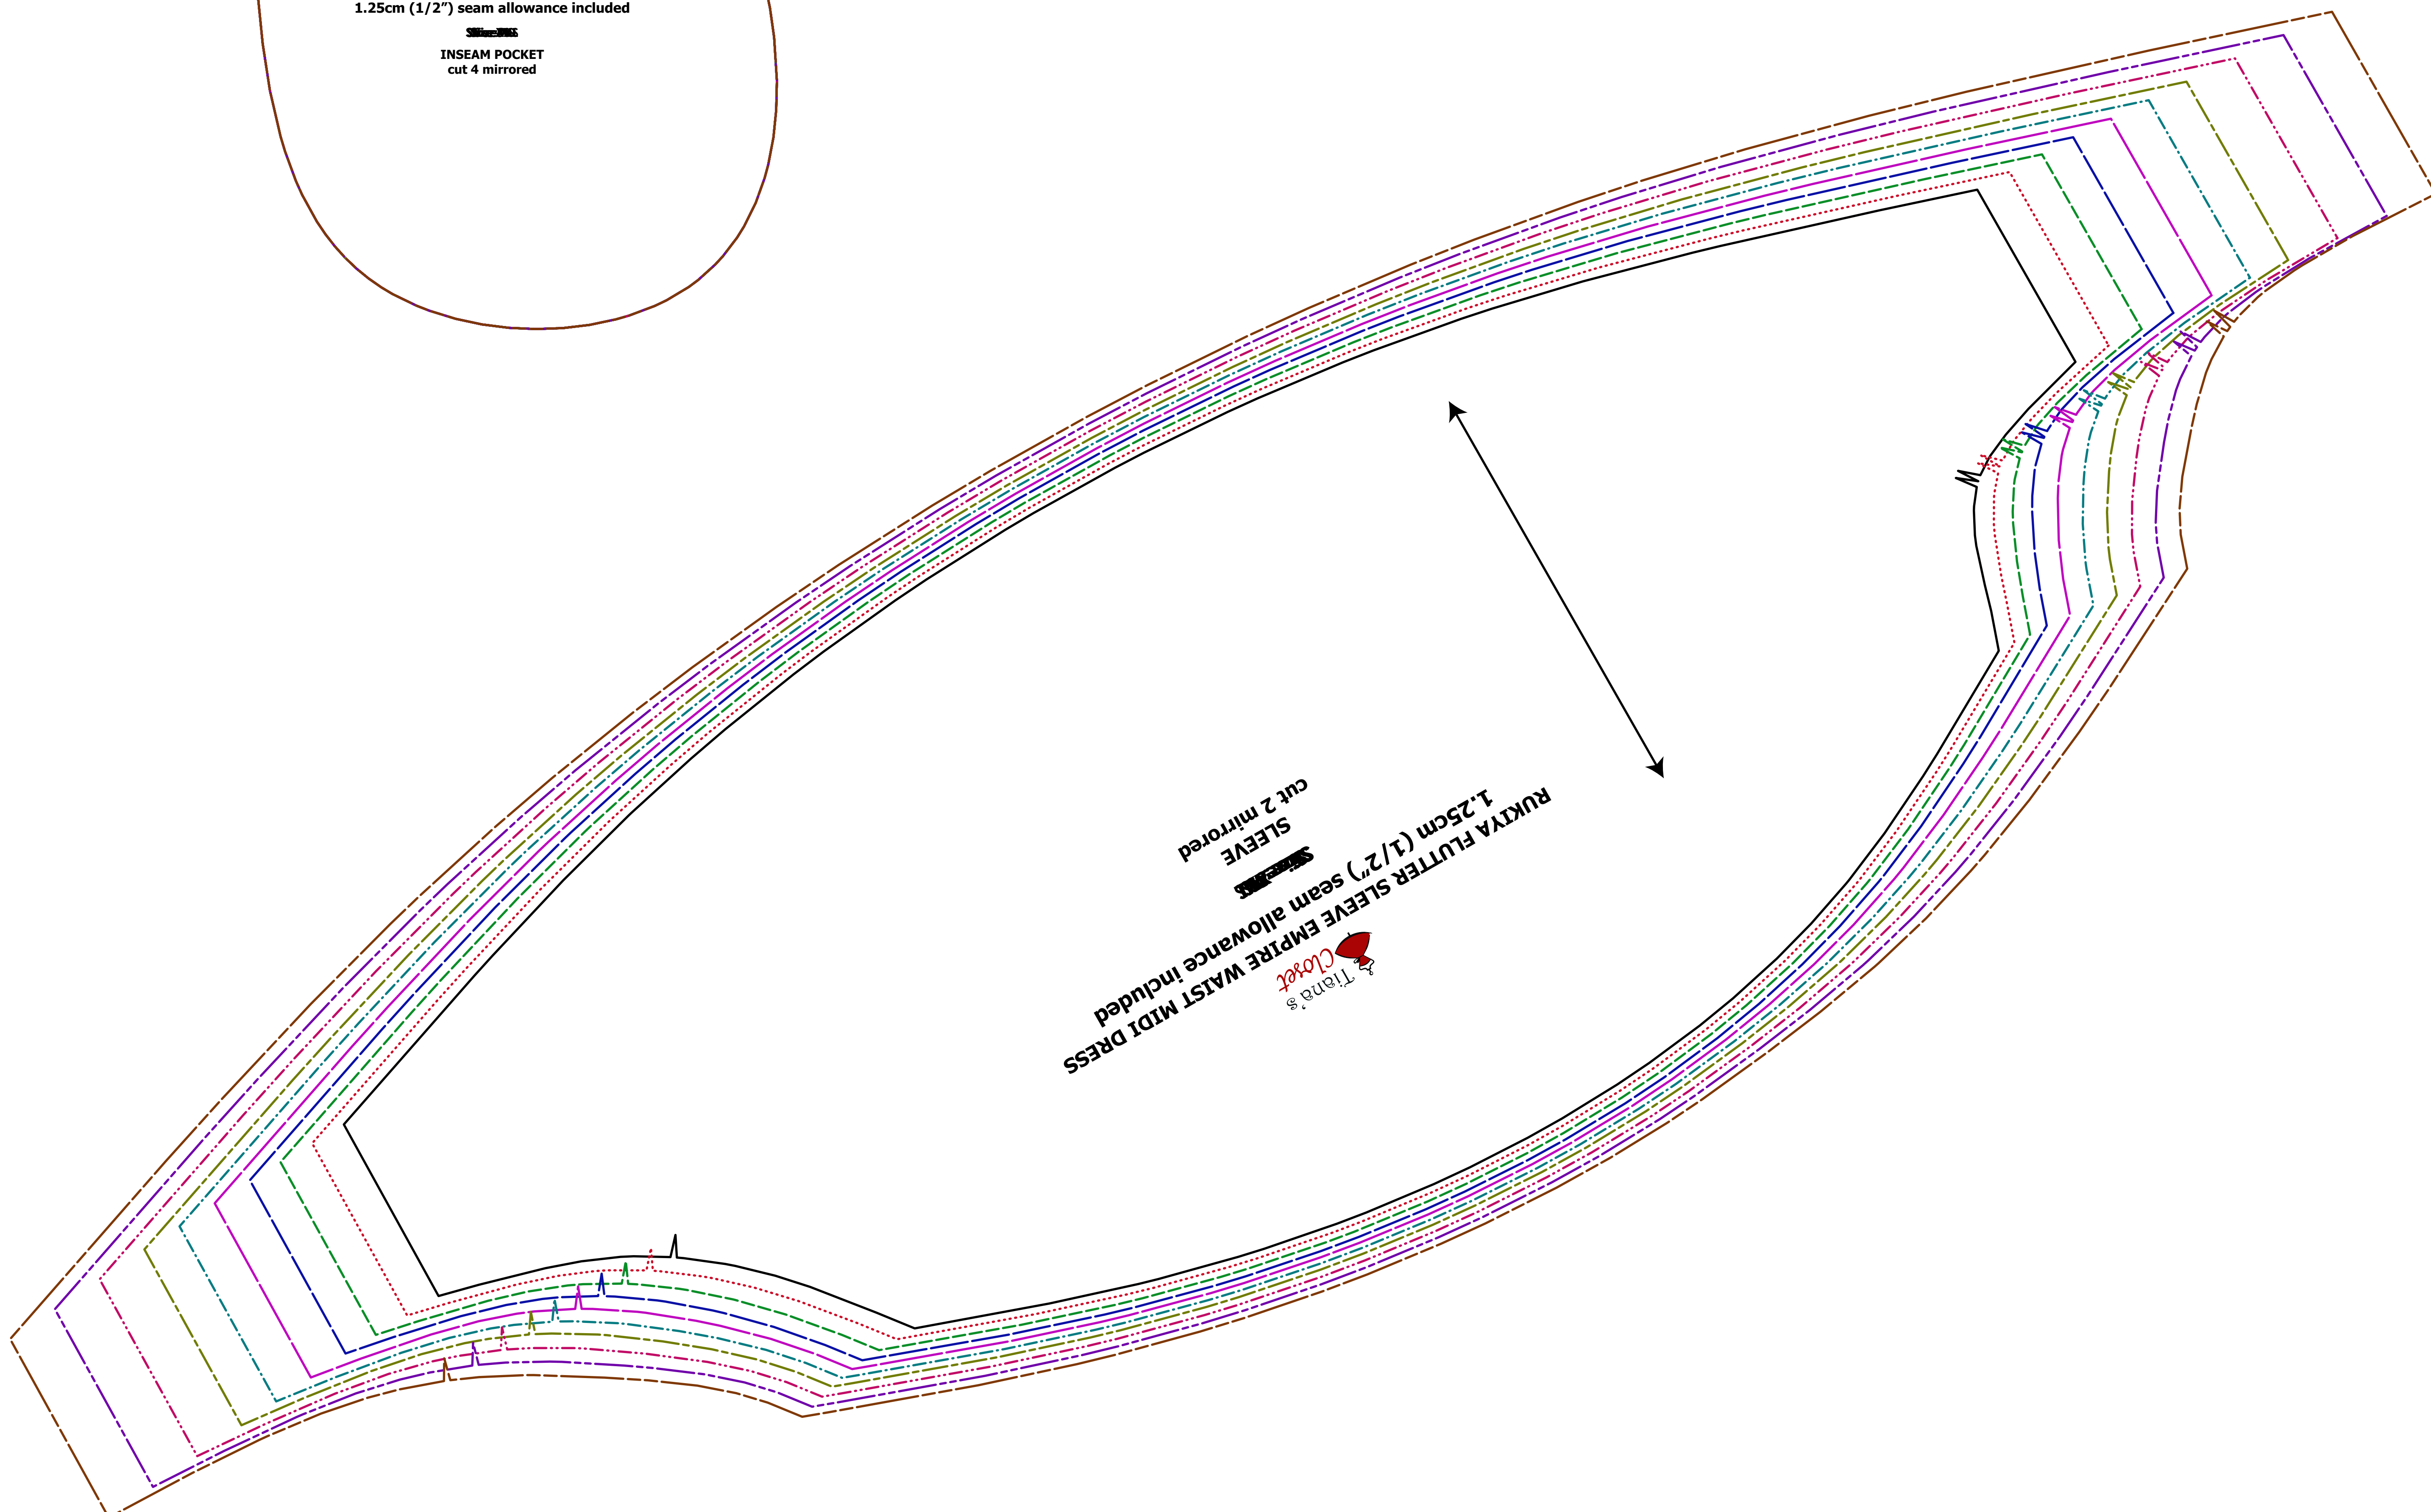 1.25cm (1/2") seam allowance included
INSEAM POCKET
cut 4 mirrored
Tiana's
Closet
RUKIYA FLUTTER SLEEVE EMPIRE WAIST MIDI DRESS
1.25cm (1/2") seam allowance included
SLEEVE
cut 2 mirrored